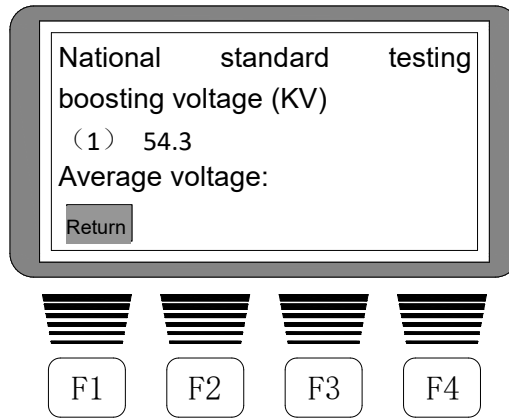 National standard testing
boosting voltage (KV)
（1） 54.3
Average voltage:
Return
F1 F2 F3 F4